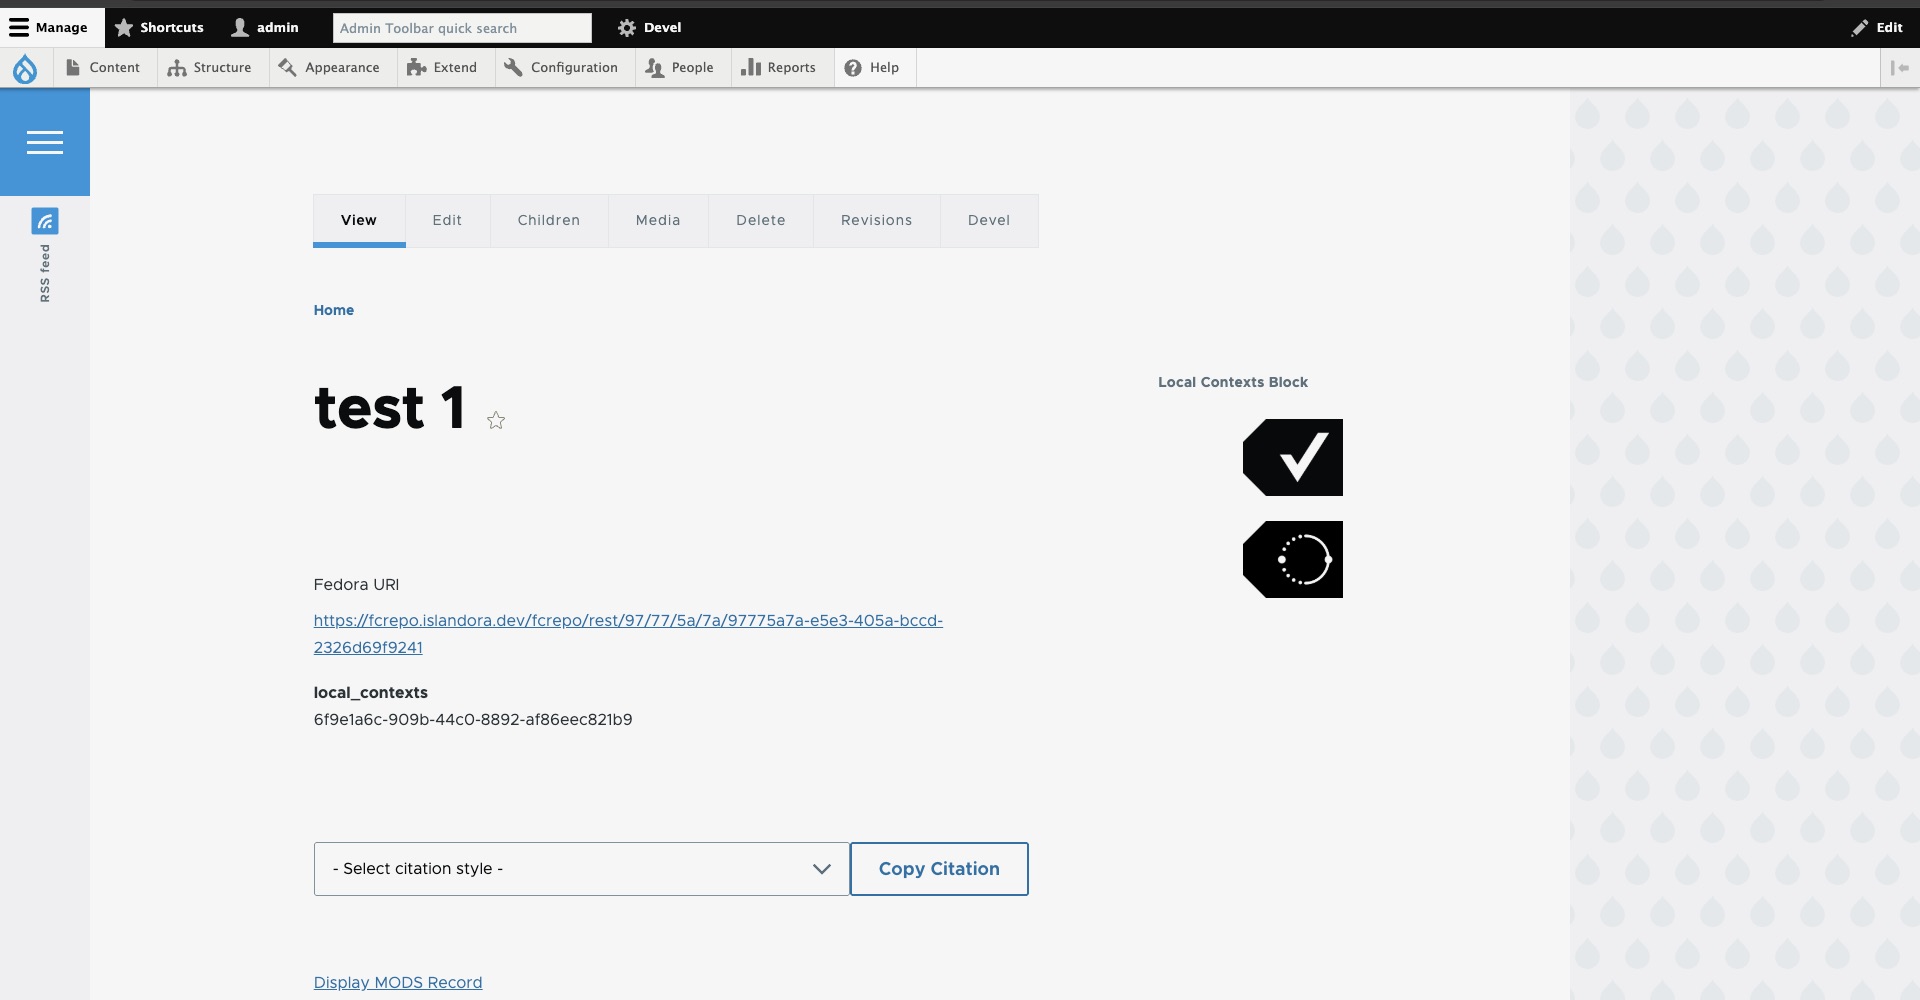 Manage
Shortcuts
admin
Admin Toolbar quick search
Devel
Edit
Content
Structure
Appearance
Extend
Configuration
People
Reports
Help
RSS feed
View
Edit
Children
Media
Delete
Revisions
Devel
Home
test 1
Local Contexts Block
Fedora URI
https://fcrepo.islandora.dev/fcrepo/rest/97/77/5a/7a/97775a7a-e5e3-405a-bccd-
2326d69f9241
local_contexts
6f9e1a6c-909b-44c0-8892-af86eec821b9
- Select citation style -
Copy Citation
Display MODS Record